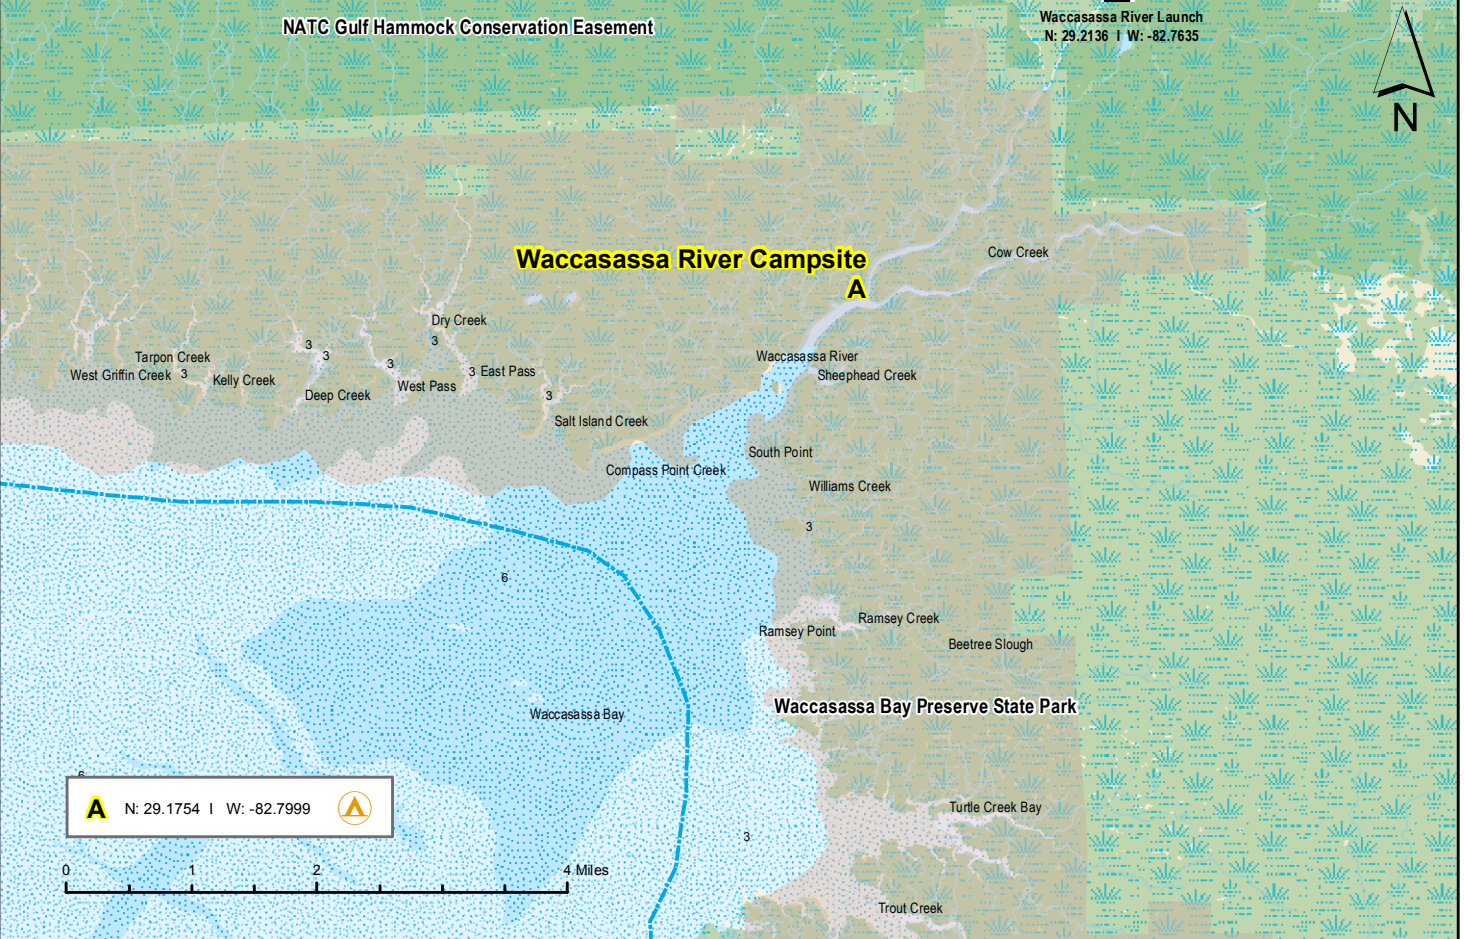 NATC Gulf Hammock Conservation Easement
Waccasassa River Launch
N: 29.2136 I W: -82.7635
N
Waccasassa River Campsite
A
Cow Creek
Dry Creek
3
3
3
Tarpon Creek
West Griffin Creek
3
Kelly Creek
3
Deep Creek
West Pass
3
East Pass
3
Salt Island Creek
Waccasassa River
Sheephead Creek
South Point
Compass Point Creek
Williams Creek
3
6
Ramsey Creek
Ramsey Point
Beetree Slough
Waccasassa Bay Preserve State Park
Waccasassa Bay
6
A N: 29.1754 I W: -82.7999
Turtle Creek Bay
3
0 1 2 4 Miles
Trout Creek